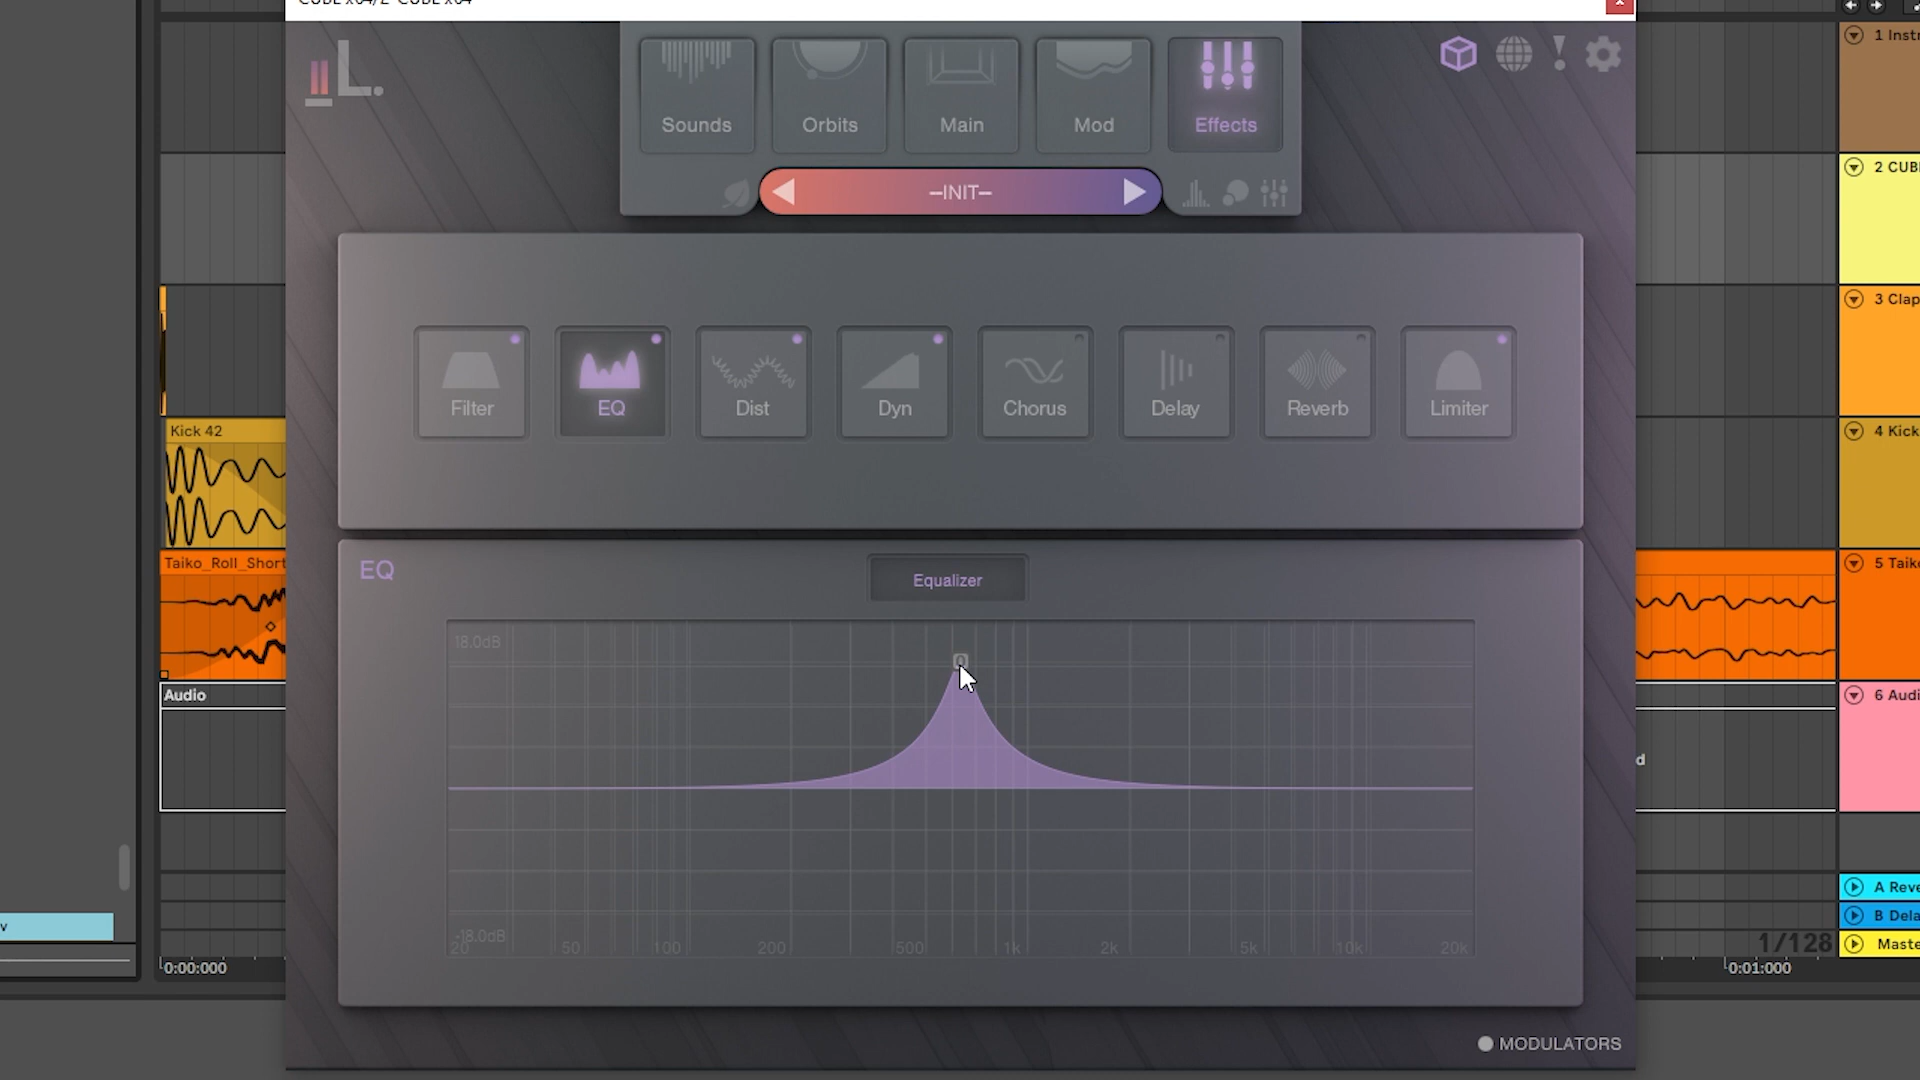 L.
Sounds
Orbits
Main
Mod
Effects
–INIT–
Filter
EQ
Dist
Dyn
Chorus
Delay
Reverb
Limiter
EQ
Equalizer
18.0dB
-18.0dB
20
50
100
200
500
1k
2k
5k
10k
20k
MODULATORS
Kick 42
Taiko_Roll_Short
Audio
0:00:000
v
d
1 Inst
2 CUB
3 Clap
4 Kick
5 Taik
6 Audi
A Reve
B Dela
Maste
1/128
0:01:000